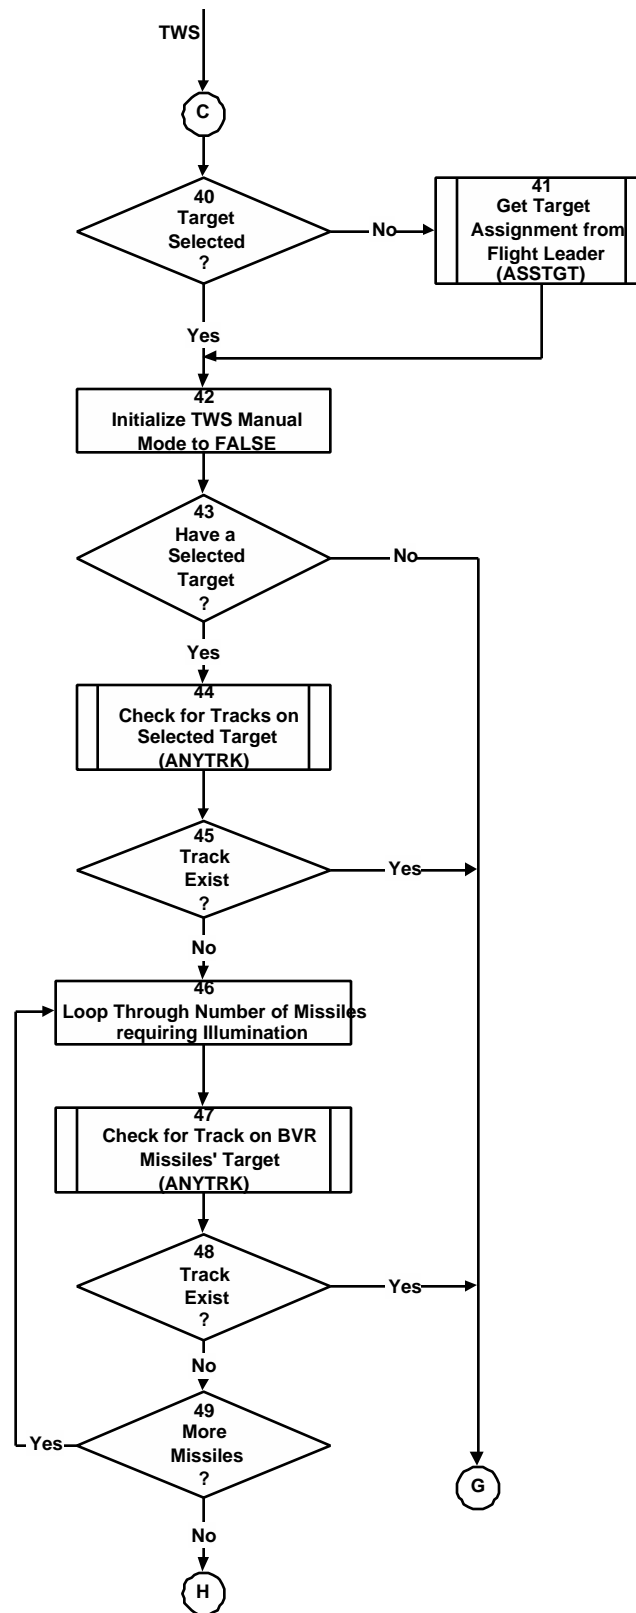 TWS
C
40
Target
Selected
?
No
41
Get Target
Assignment from
Flight Leader
(ASSTGT)
Yes
42
Initialize TWS Manual
Mode to FALSE
43
Have a
Selected
Target
?
No
Yes
44
Check for Tracks on
Selected Target
(ANYTRK)
45
Track
Exist
?
Yes
No
46
Loop Through Number of Missiles
requiring Illumination
47
Check for Track on BVR
Missiles' Target
(ANYTRK)
48
Track
Exist
?
Yes
No
49
More
Missiles
?
Yes
No
G
H